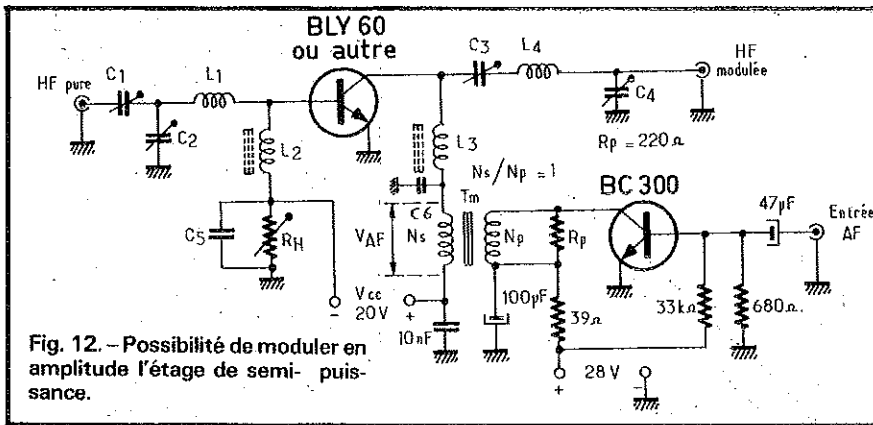 BLY 60
ou autre
HF pure
C1
C2
L1
L2
C5
RH
C3
L4
C4
HF
modulée
L3
C6
VAF
Ns
Ns/Np = 1
Tm
Np
Rp = 220 Ω
BC 300
Rp
47µF
Entrée
AF
Vcc
20V
+
-
10nF
100µF
39Ω
33kΩ
680Ω
+ 28 V -
Fig. 12. – Possibilité de moduler en
amplitude l'étage de semi- puis-
sance.